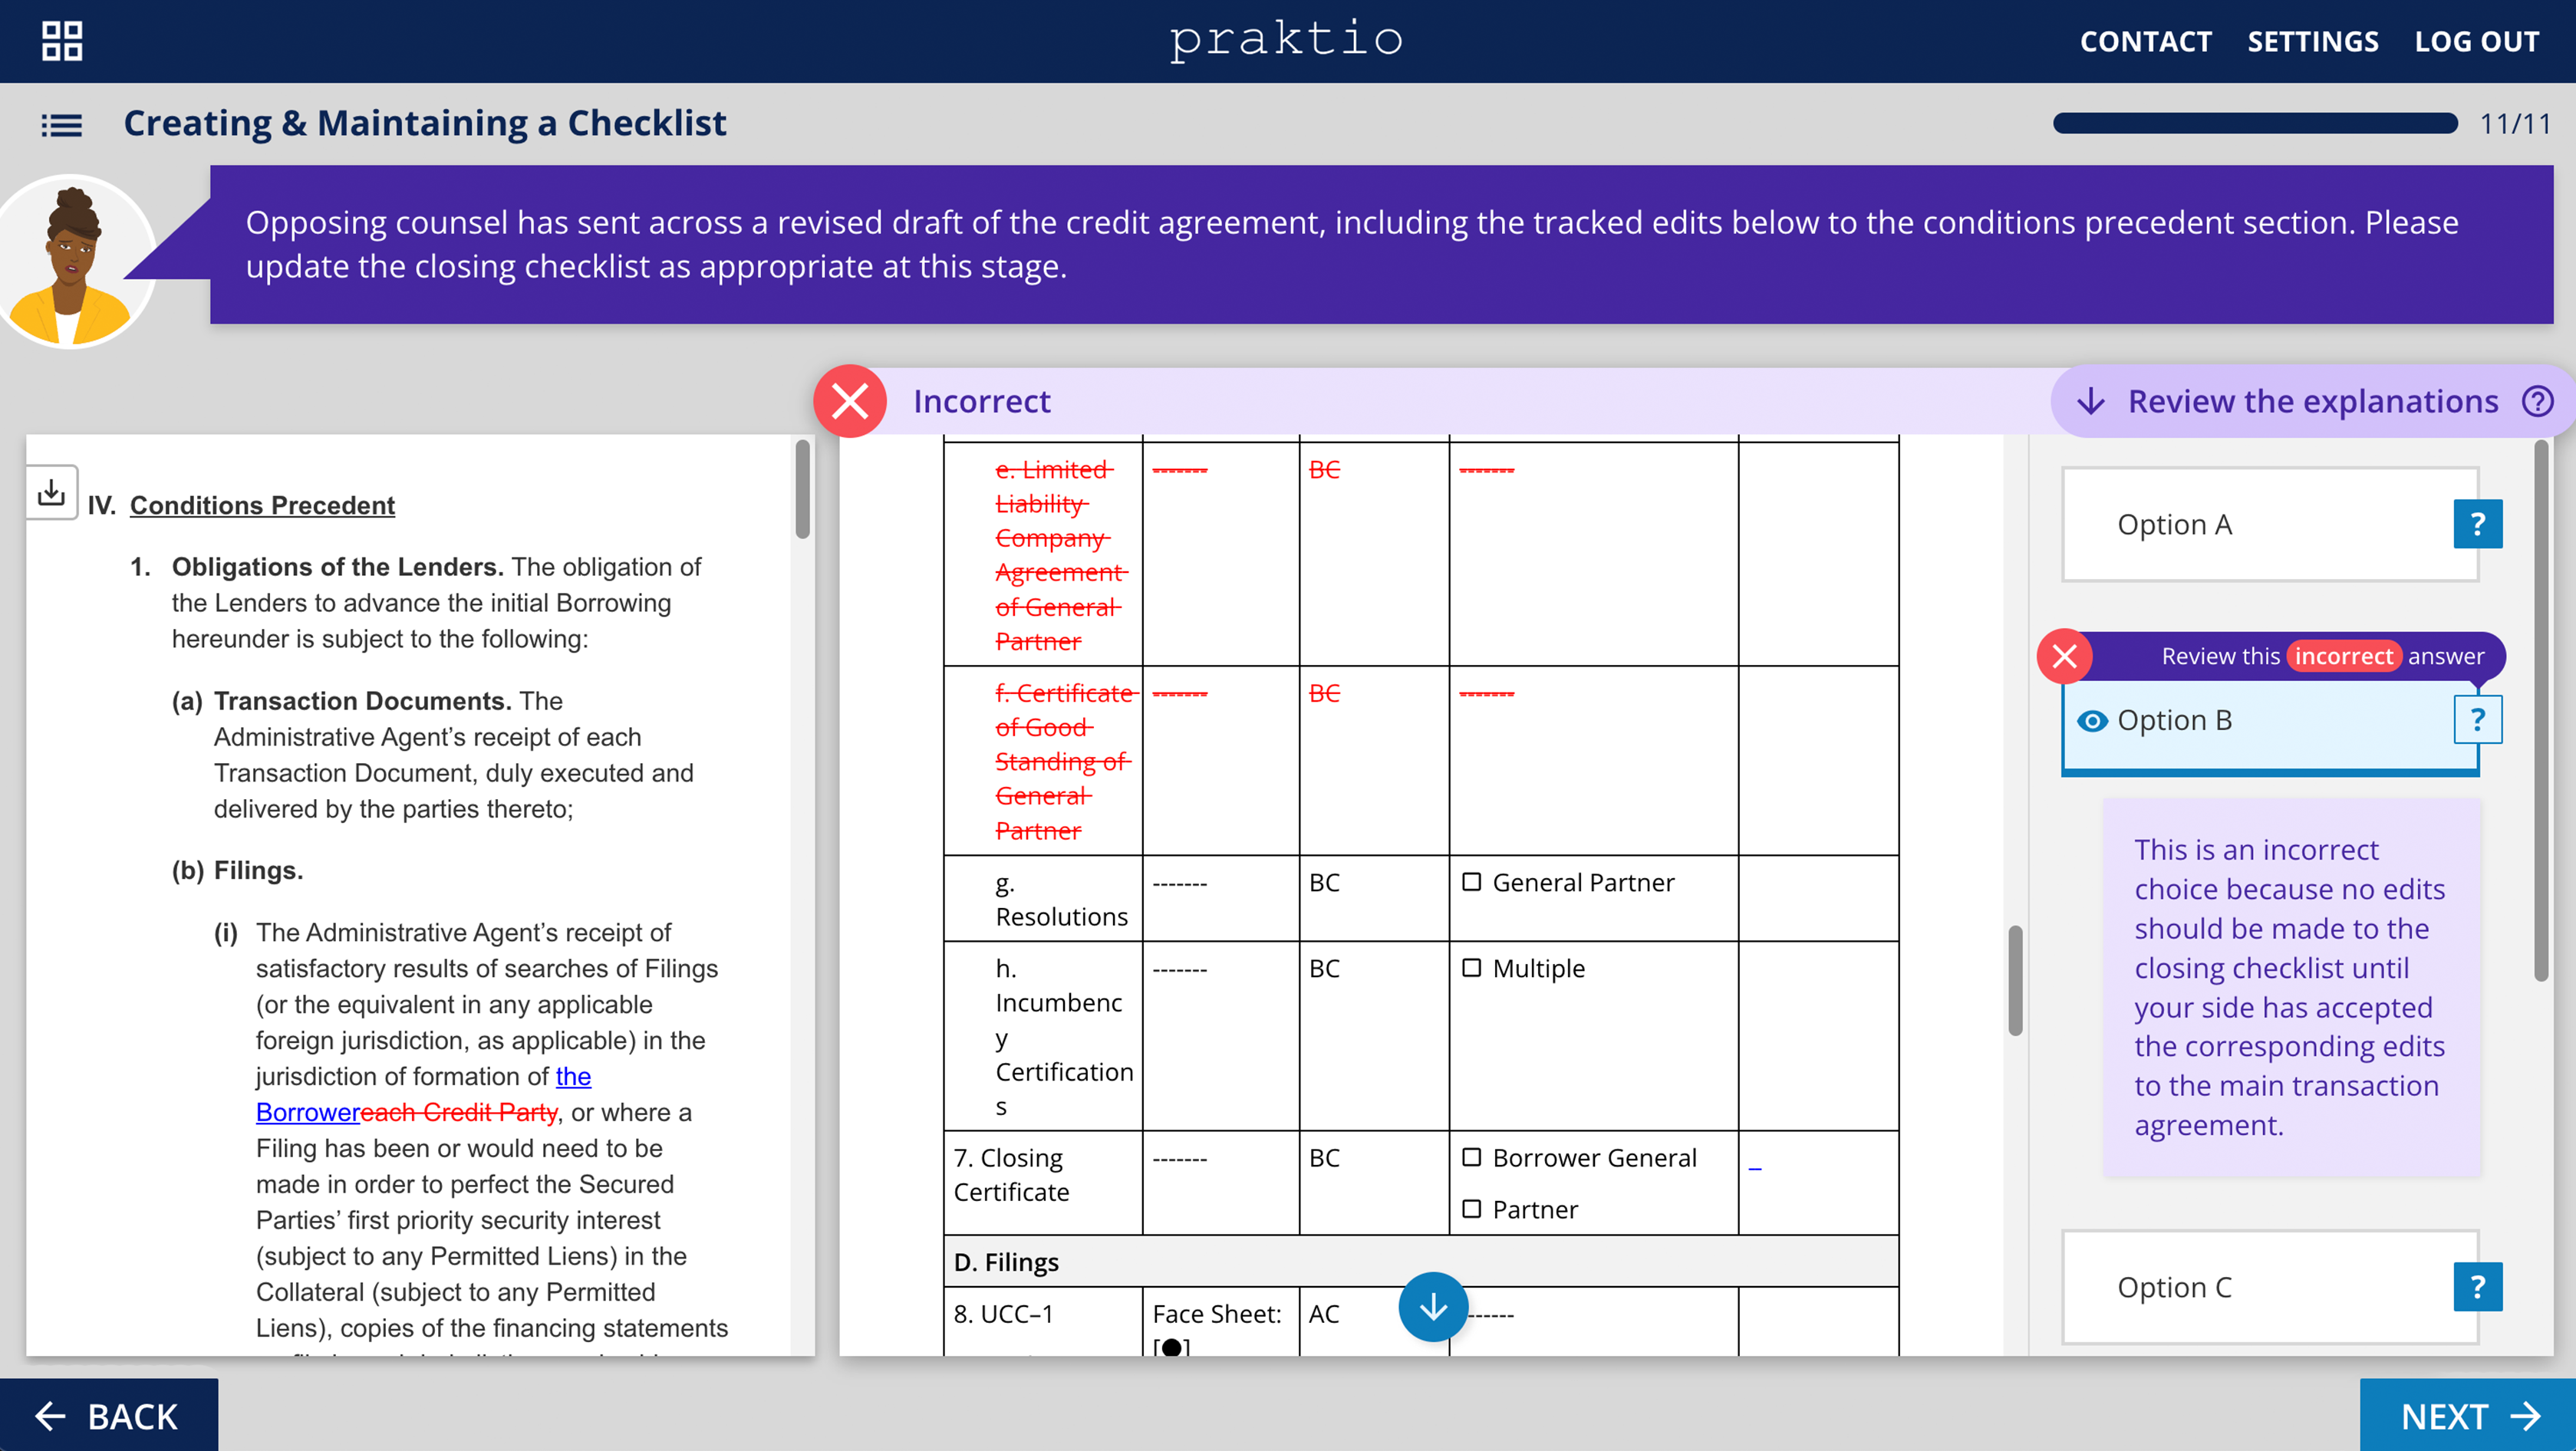 praktio
CONTACT SETTINGS LOG OUT
Creating & Maintaining a Checklist
11/11
Opposing counsel has sent across a revised draft of the credit agreement, including the tracked edits below to the conditions precedent section. Please
update the closing checklist as appropriate at this stage.
Incorrect
Review the explanations ?
IV. Conditions Precedent
1. Obligations of the Lenders. The obligation of
the Lenders to advance the initial Borrowing
hereunder is subject to the following:
(a) Transaction Documents. The
Administrative Agent’s receipt of each
Transaction Document, duly executed and
delivered by the parties thereto;
(b) Filings.
(i) The Administrative Agent’s receipt of
satisfactory results of searches of Filings
(or the equivalent in any applicable
foreign jurisdiction, as applicable) in the
jurisdiction of formation of the
Borrowereach Credit Party, or where a
Filing has been or would need to be
made in order to perfect the Secured
Parties’ first priority security interest
(subject to any Permitted Liens) in the
Collateral (subject to any Permitted
Liens), copies of the financing statements
e. Limited ------- BC -------
Liability
Company
Agreement
of General
Partner
f. Certificate ------- BC -------
of Good
Standing of
General
Partner
g. ------- BC ☐ General Partner
Resolutions
h. ------- BC ☐ Multiple
Incumbenc
y
Certification
s
7. Closing ------- BC ☐ Borrower General
Certificate
☐ Partner
D. Filings
8. UCC–1 Face Sheet: AC ------
[●]
Option A ?
Review this incorrect answer
Option B ?
This is an incorrect
choice because no edits
should be made to the
closing checklist until
your side has accepted
the corresponding edits
to the main transaction
agreement.
Option C ?
BACK
NEXT